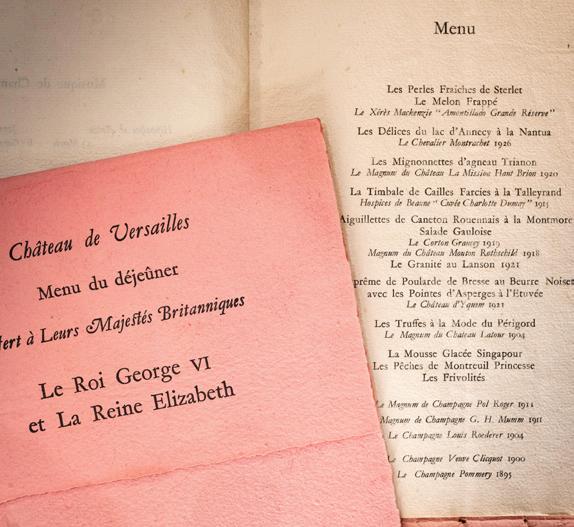 Château de Versailles
Menu du déjeûner
fert à Leurs Majestés Britanniques
Le Roi George VI
et La Reine Elizabeth
Menu
Les Perles Fraîches de Sterlet
Le Melon Frappé
Le Xérès Mackenzie "Amontillado Grande Réserve"
Les Délices du lac d'Annecy à la Nantua
Le Chevalier Montrachet 1926
Les Mignonnettes d'agneau Trianon
Le Magnum du Château La Mission Haut Brion 1920
La Timbale de Cailles Farcies à la Talleyrand
Hospices de Beaune "Cuvée Charlotte Dumay" 1915
Aiguillettes de Caneton Rouennais à la Montmore
Salade Gauloise
Le Corton Grancey 1919
Magnum du Château Mouton Rothschild 1918
Le Granité au Lanson 1921
prême de Poularde de Bresse au Beurre Noiset
avec les Pointes d'Asperges à l'Etuvée
Le Château d'Yquem 1921
Les Truffes à la Mode du Périgord
Le Magnum du Chateau Latour 1904
La Mousse Glacée Singapour
Les Pêches de Montreuil Princesse
Les Frivolités
Le Magnum de Champagne Pol Roger 1911
Magnum de Champagne G. H. Mumm 1911
Le Champagne Louis Roederer 1904
Le Champagne Veuve Clicquot 1900
Le Champagne Pommery 1895